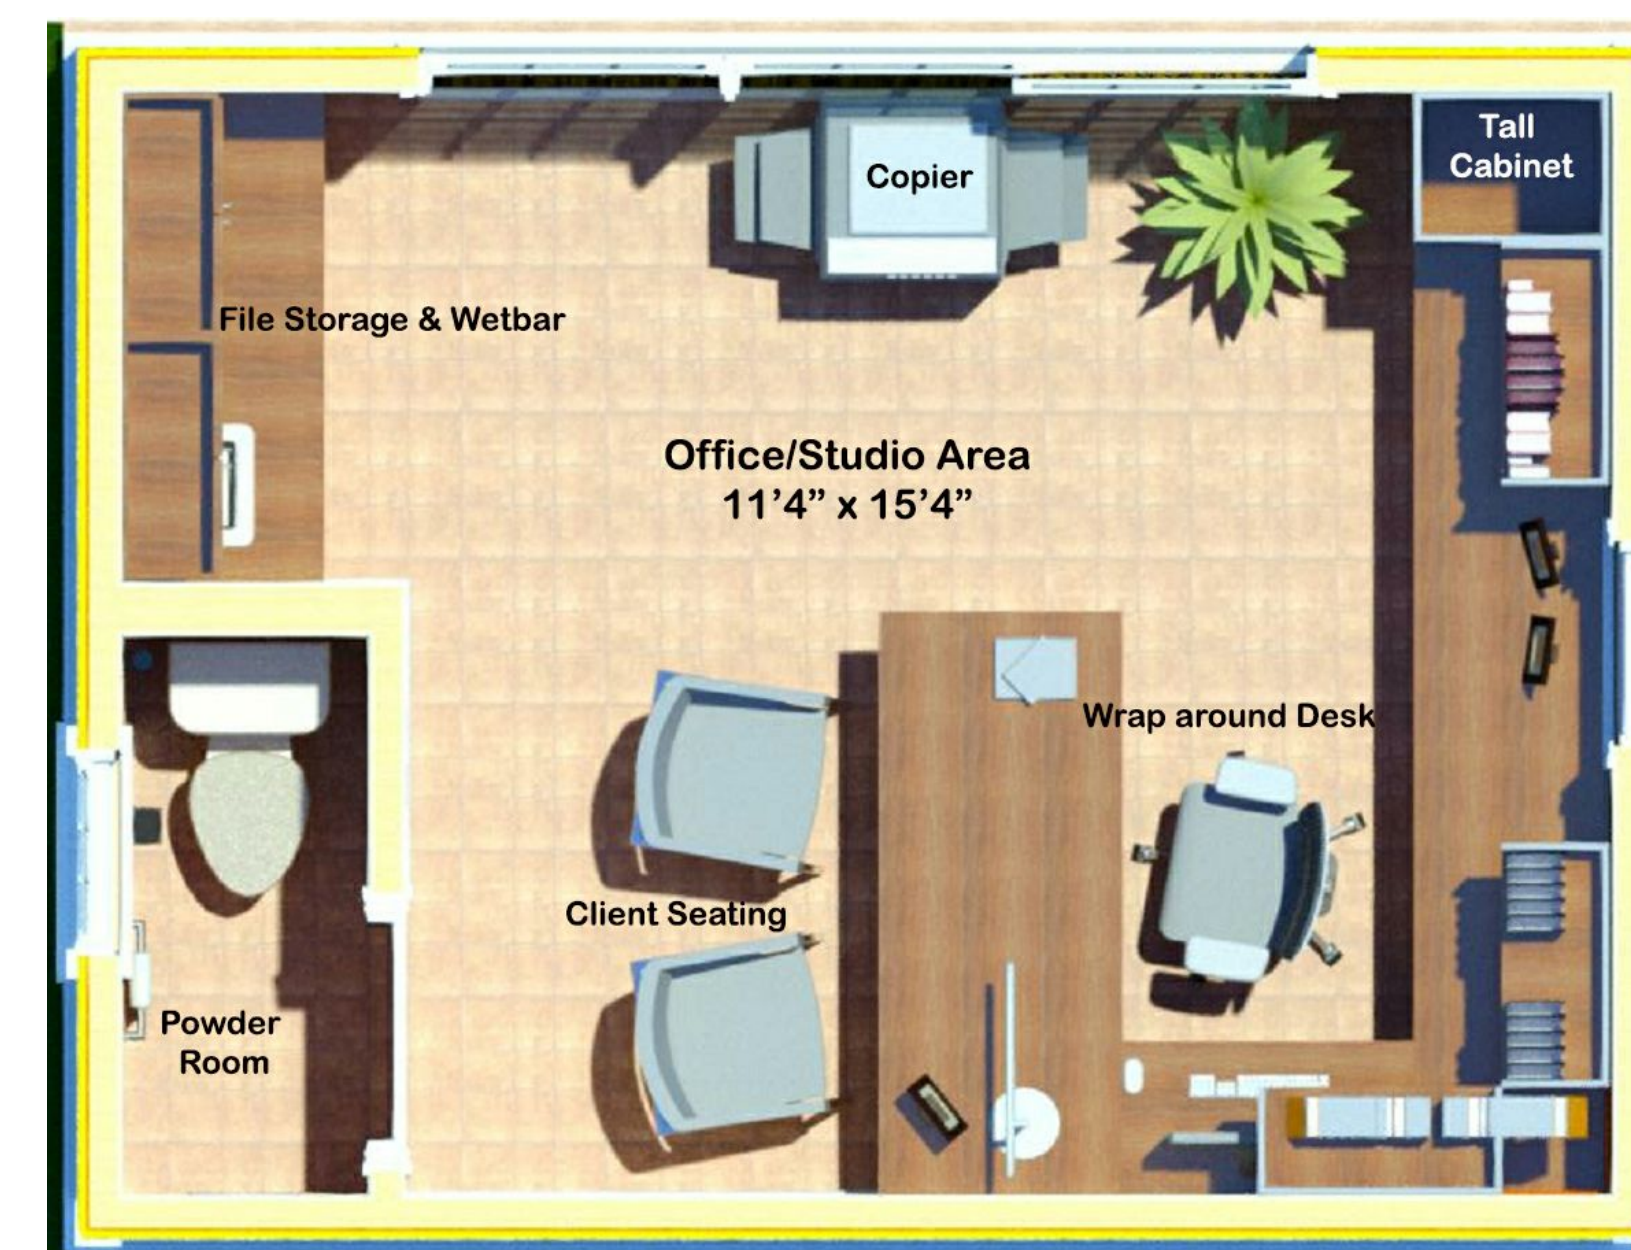 Tall
Cabinet
Copier
File Storage & Wetbar
Office/Studio Area
11’4” x 15’4”
Wrap around Desk
Client Seating
Powder
Room